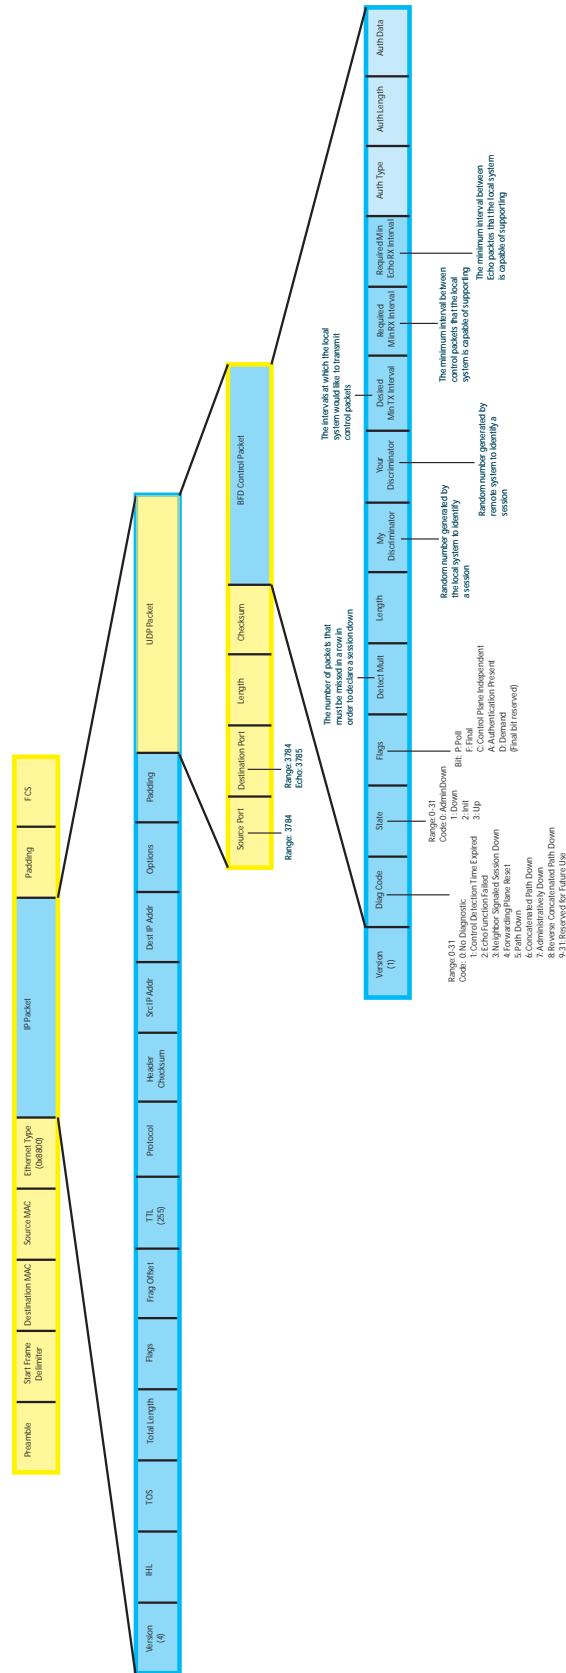 Preamble
Start Frame
Delimiter
Destination MAC
Source MAC
Ethernet Type
(0x8800)
IP Packet
Padding
FCS
Version
(4)
IHL
TOS
Total Length
Flags
Frag Offset
TTL
(255)
Protocol
Header
Checksum
Src IP Addr
Dest IP Addr
Options
Padding
UDP Packet
Source Port
Destination Port
Length
Checksum
BFD Control Packet
Range: 3784
Range: 3784
Echo: 3785
Version
(1)
Diag Code
State
Flags
Detect Mult
Length
My
Discriminator
Your
Discriminator
Desired
Min TX Interval
Required
Min RX Interval
Required Min
Echo RX Interval
Auth Type
Auth Length
Auth Data
The number of packets that
must be missed in a row in
order to declare a session down
The intervals at which the local
system would like to transmit
control packets
Range:0-31
Code: 0: No Diagnostic
1: Control Detection Time Expired
2: Echo Function Failed
3: Neighbor Signaled Session Down
4: Forwarding Plane Reset
5: Path Down
6: Concatenated Path Down
7: Administratively Down
8: Reverse Concatenated Path Down
9-31: Reserved for Future Use
Range:0-31
Code: 0: AdminDown
1: Down
2: Init
3: Up
Bit: P: Poll
F: Final
C: Control Plane Independent
A: Authentication Present
D: Demand
(Final bit reserved)
Random number generated by
the local system to identify
a session
Random number generated by
remote system to identify a
session
The minimum interval between
control packets that the local
system is capable of supporting
The minimum interval between
Echo packtes that the local system
is capable of supporting